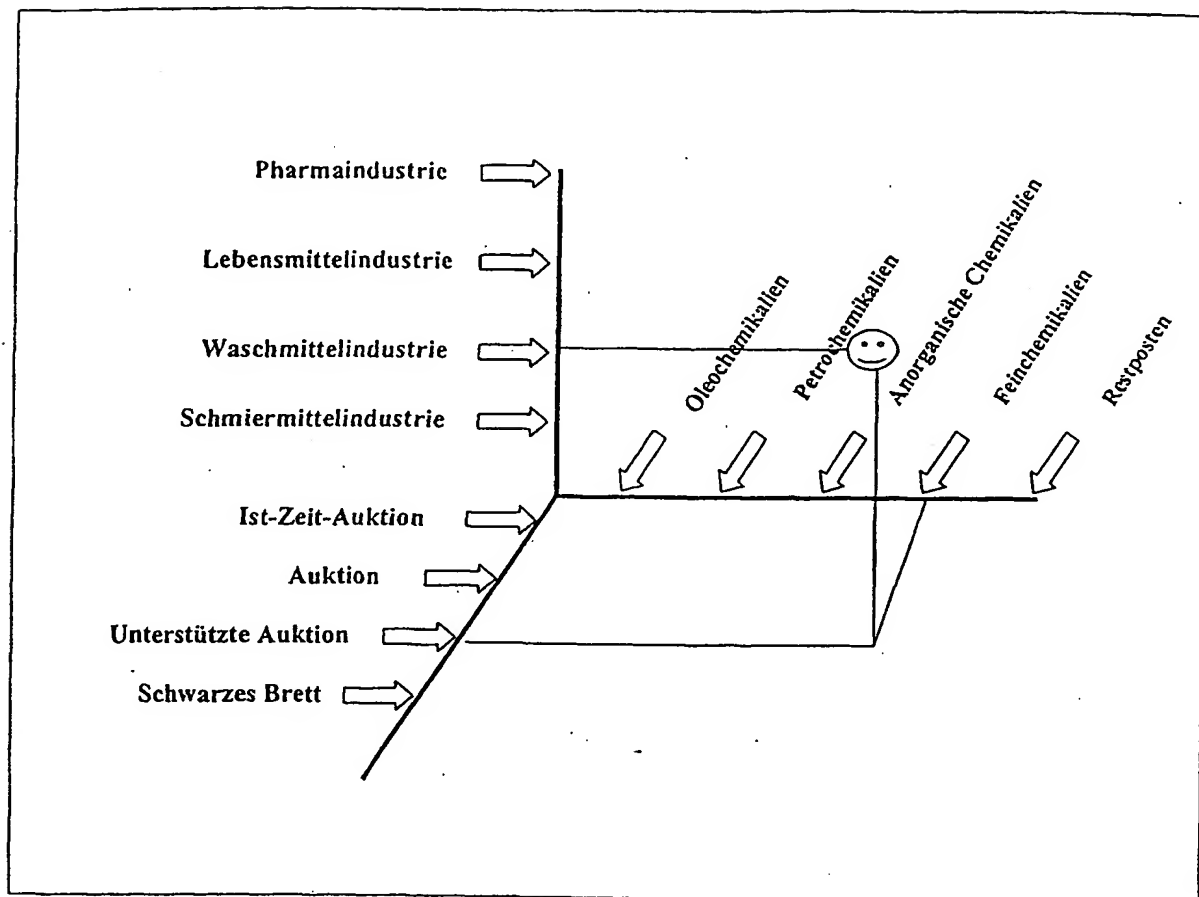 Pharmaindustrie
Lebensmittelindustrie
Waschmittelindustrie
Schmiermittelindustrie
Oleochemikalien
Petrochemikalien
Anorganische Chemikalien
Feinchemikalien
Restposten
Ist-Zeit-Auktion
Auktion
Unterstützte Auktion
Schwarzes Brett